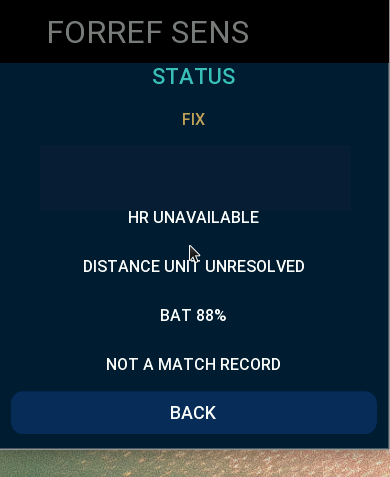 FORREF SENS
STATUS
FIX
HR UNAVAILABLE
DISTANCE UNIT UNRESOLVED
BAT 88%
NOT A MATCH RECORD
BACK